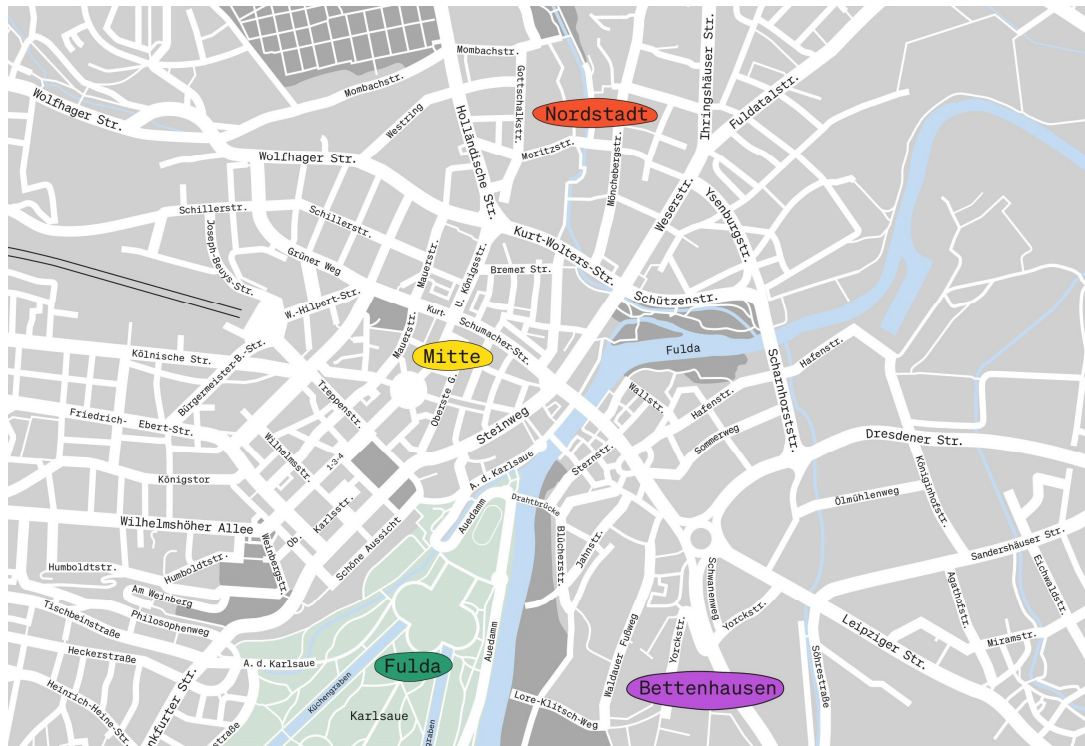 Mombachstr.
Mombachstr.
Gottschalkstr.
Ihringshäuser Str.
Fuldatalstr.
Wolfhager Str.
Westring
Holländische Str.
Nordstadt
Moritzstr.
Mönchebergstr.
Wolfhager Str.
Weserstr.
Ysenburgstr.
Schillerstr.
Schillerstr.
Joseph-Beuys-Str.
Grüner Weg
Mauerstr.
U. Königsstr.
Kurt-Wolters-Str.
Bremer Str.
W.-Hilpert-Str.
Schützenstr.
Kurt-
Schumacher-Str.
Mauerstr.
Mitte
Fulda
Hafenstr.
Scharnhorststr.
Kölnische Str.
Bürgermeister-B.-Str.
Treppenstr.
Oberste G.
Wallstr.
Hafenstr.
Friedrich-
Ebert-Str.
Steinweg
Sommerweg
Dresdener Str.
Wilhelmsstr.
1-3-4
Sternstr.
A. d. Karlsaue
Königstor
Königinhofstr.
Ölmühlenweg
Drahtbrücke
Wilhelmshöher Allee
Ob. Karlsstr.
Auedamm
Schöne Aussicht
Weinbergstr.
Blücherstr.
Jahnstr.
Sandershäuser Str.
Humboldtstr.
Humboldtstr.
Schwanenweg
Eichwaldstr.
Agathofstr.
Am Weinberg
Tischbeinstraße
Philosophenweg
Yorckstr.
Leipziger Str.
Miramstr.
Heckerstraße
A. d. Karlsaue
Auedamm
Waldauer Fußweg
Yorckstr.
Söhrestraße
Fulda
Bettenhausen
Küchengraben
Heinrich-Heine-Str.
nkfurter Str.
Karlsaue
Lore-Klitsch-Weg
straße
graben